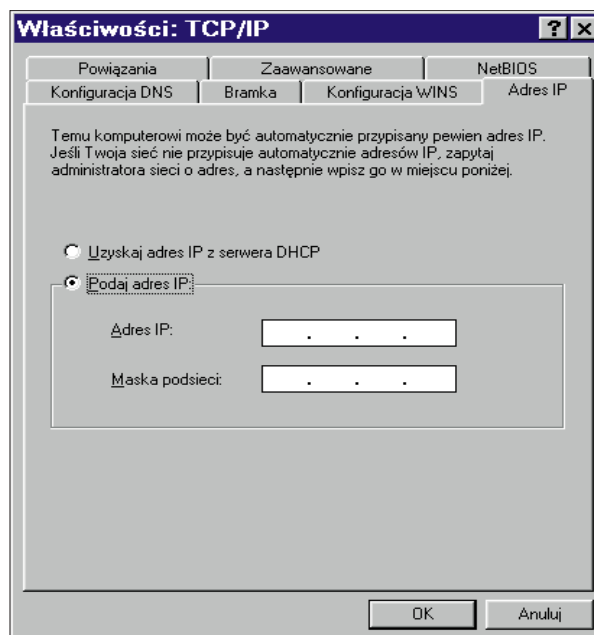 Właściwości: TCP/IP
Powiązania Zaawansowane NetBIOS
Konfiguracja DNS Bramka Konfiguracja WINS Adres IP
Temu komputerowi może być automatycznie przypisany pewien adres IP.
Jeśli Twoja sieć nie przypisuje automatycznie adresów IP, zapytaj
administratora sieci o adres, a następnie wpisz go w miejscu poniżej.
Uzyskaj adres IP z serwera DHCP
Podaj adres IP:
Adres IP: . . .
Maska podsieci: . . .
OK Anuluj